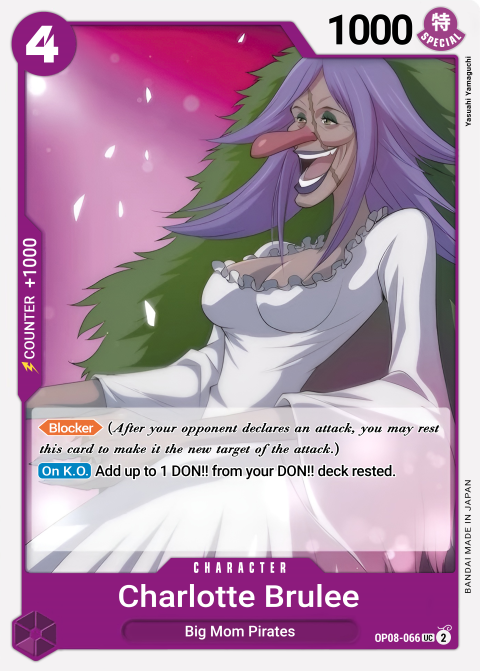 4
1000
特
SPECIAL
Yasuahi Yamaguchi
COUNTER +1000
Blocker (After your opponent declares an attack, you may rest
this card to make it the new target of the attack.)
On K.O. Add up to 1 DON!! from your DON!! deck rested.
CHARACTER
Charlotte Brulee
Big Mom Pirates
OP08-066 UC 2
BANDAI MADE IN JAPAN